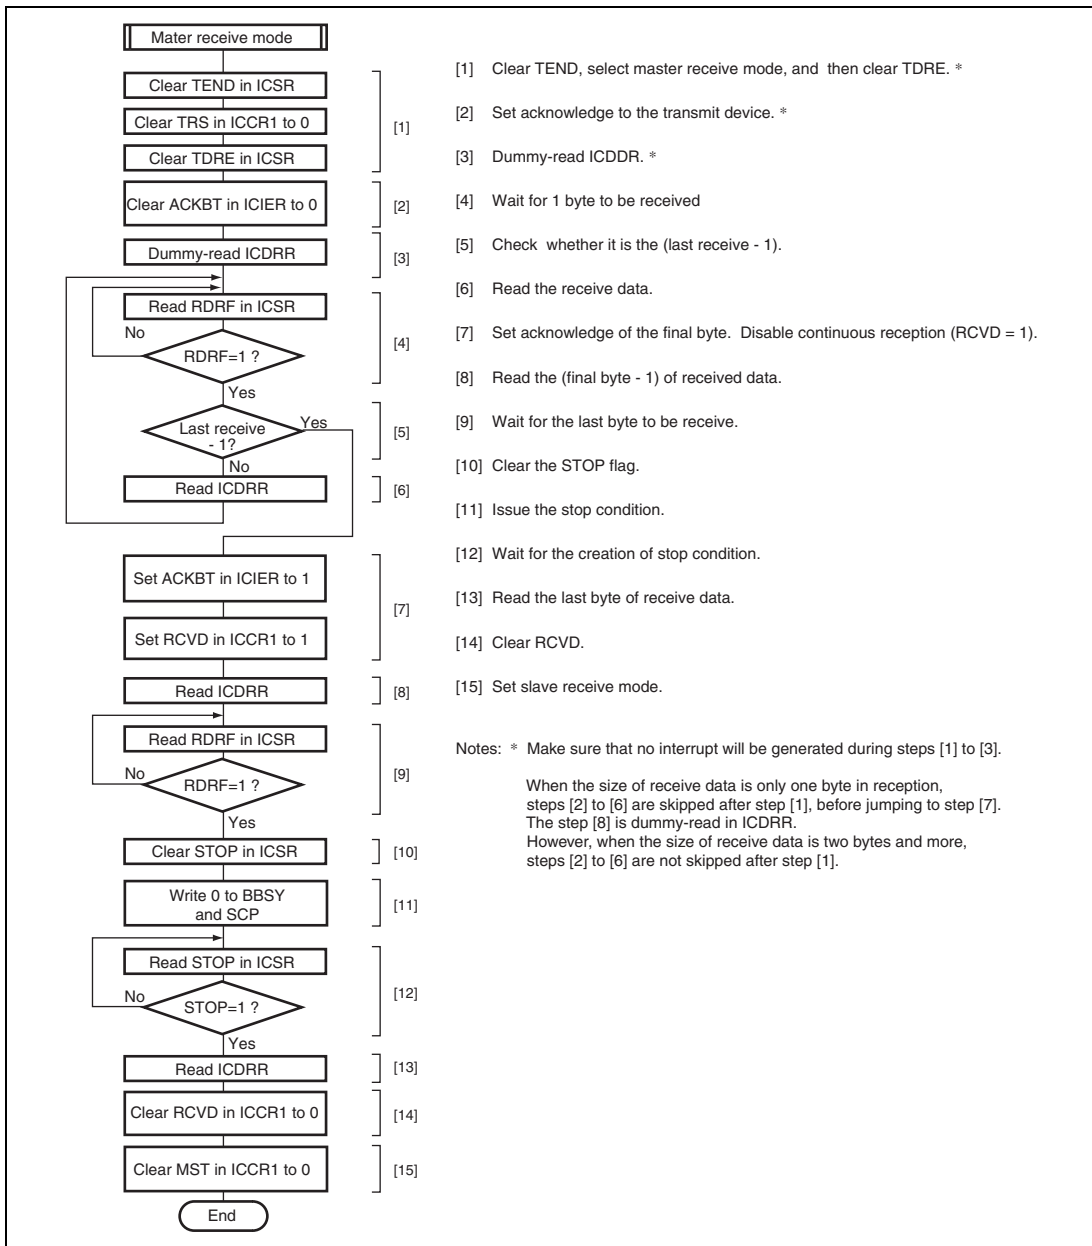 Mater receive mode
Clear TEND in ICSR
Clear TRS in ICCR1 to 0
[1]
Clear TDRE in ICSR
Clear ACKBT in ICIER to 0
[2]
Dummy-read ICDRR
[3]
Read RDRF in ICSR
No
RDRF=1 ?
[4]
Yes
Last receive
- 1?
Yes
[5]
No
Read ICDRR
[6]
Set ACKBT in ICIER to 1
[7]
Set RCVD in ICCR1 to 1
Read ICDRR
[8]
Read RDRF in ICSR
No
RDRF=1 ?
[9]
Yes
Clear STOP in ICSR
[10]
Write 0 to BBSY
and SCP
[11]
Read STOP in ICSR
No
STOP=1 ?
[12]
Yes
Read ICDRR
[13]
Clear RCVD in ICCR1 to 0
[14]
Clear MST in ICCR1 to 0
[15]
End
[1] Clear TEND, select master receive mode, and then clear TDRE. *
[2] Set acknowledge to the transmit device. *
[3] Dummy-read ICDDR. *
[4] Wait for 1 byte to be received
[5] Check whether it is the (last receive - 1).
[6] Read the receive data.
[7] Set acknowledge of the final byte. Disable continuous reception (RCVD = 1).
[8] Read the (final byte - 1) of received data.
[9] Wait for the last byte to be receive.
[10] Clear the STOP flag.
[11] Issue the stop condition.
[12] Wait for the creation of stop condition.
[13] Read the last byte of receive data.
[14] Clear RCVD.
[15] Set slave receive mode.
Notes: * Make sure that no interrupt will be generated during steps [1] to [3].
When the size of receive data is only one byte in reception,
steps [2] to [6] are skipped after step [1], before jumping to step [7].
The step [8] is dummy-read in ICDRR.
However, when the size of receive data is two bytes and more,
steps [2] to [6] are not skipped after step [1].